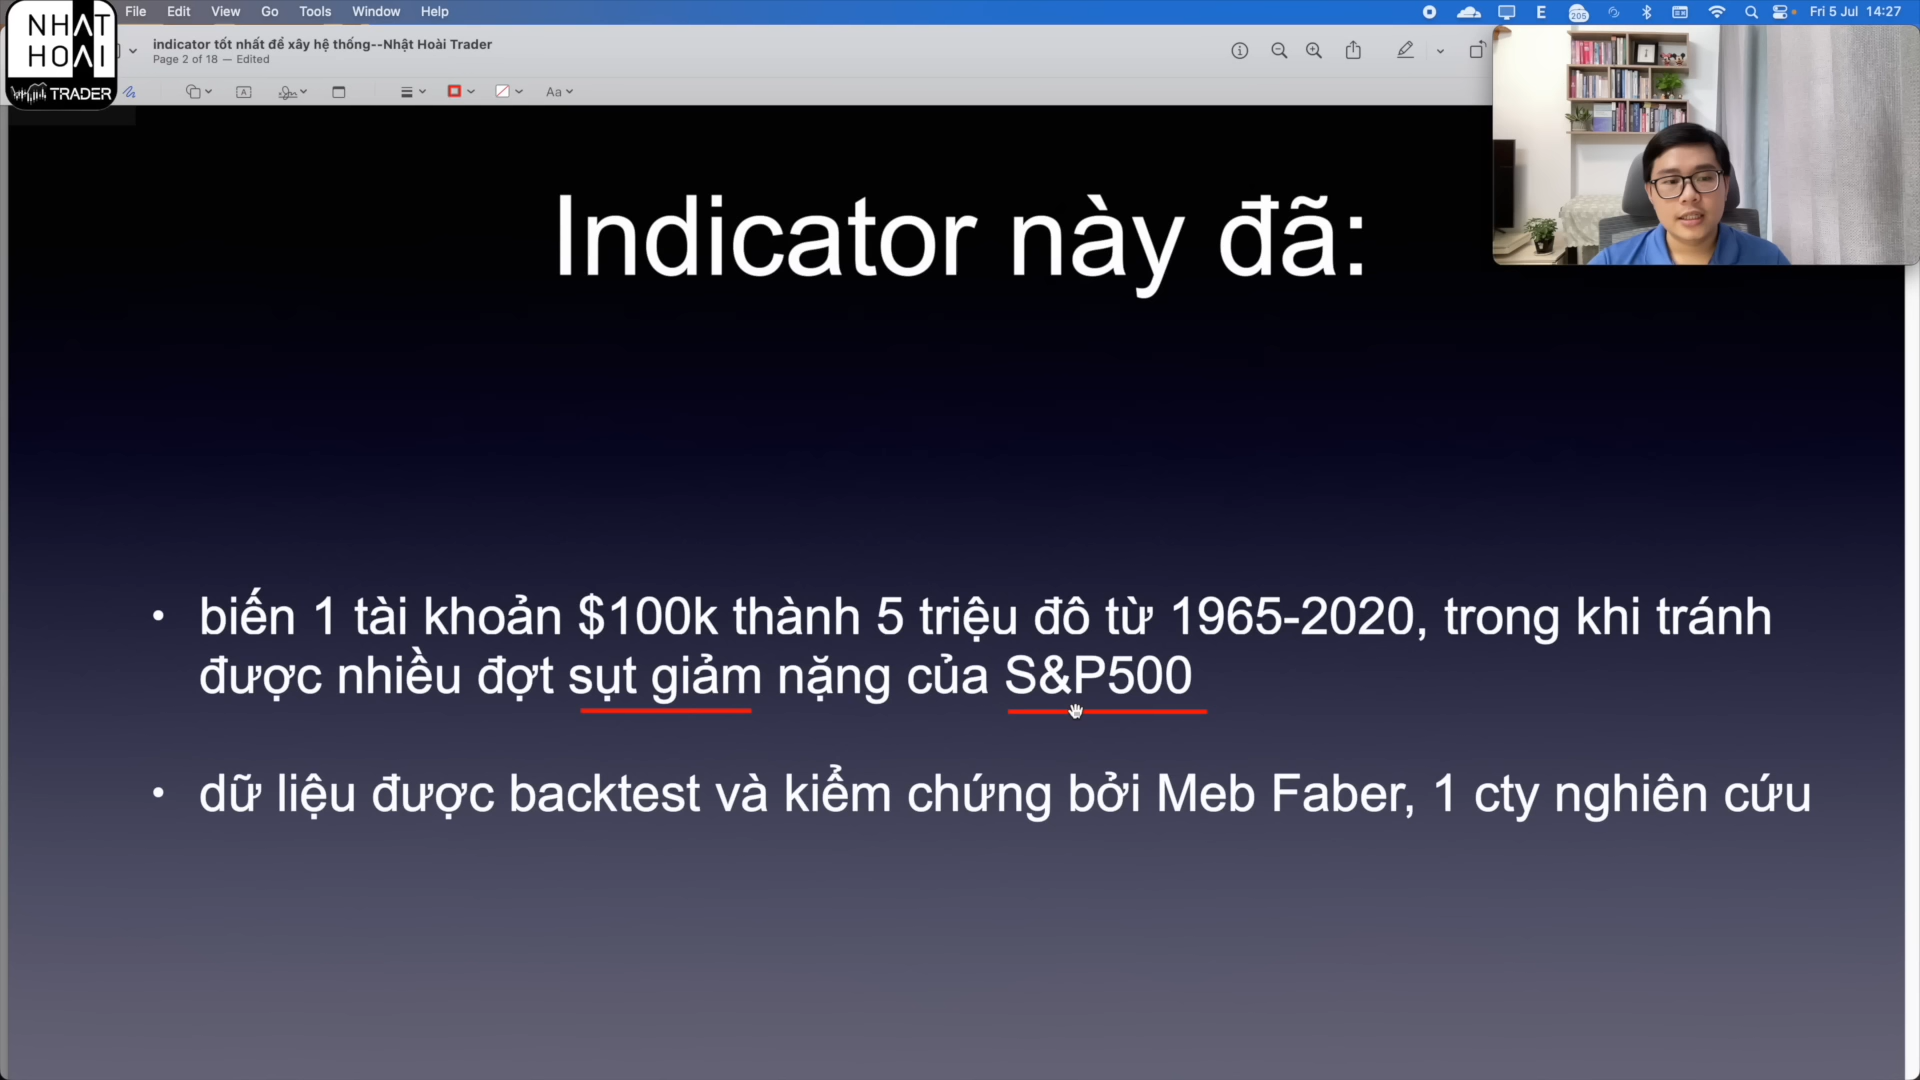 NHAT
HOAI
TRADER
File Edit View Go Tools Window Help
E
205
Fri 5 Jul 14:27
indicator tốt nhất để xây hệ thống--Nhật Hoài Trader
Page 2 of 18 — Edited
A
Aa
Indicator này đã:
• biến 1 tài khoản $100k thành 5 triệu đô từ 1965-2020, trong khi tránh
được nhiều đợt sụt giảm nặng của S&P500
• dữ liệu được backtest và kiểm chứng bởi Meb Faber, 1 cty nghiên cứu